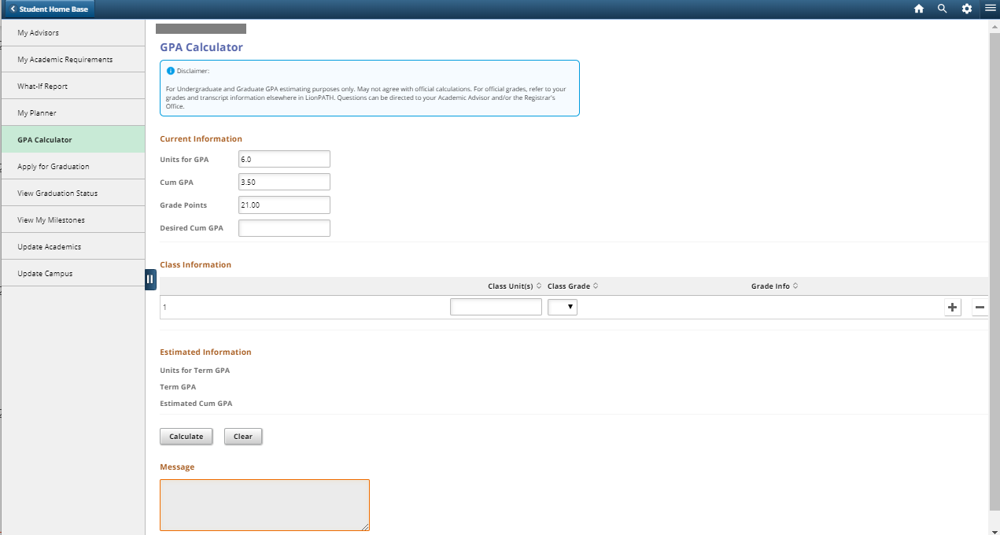 Student Home Base
My Advisors
My Academic Requirements
What-If Report
My Planner
GPA Calculator
Apply for Graduation
View Graduation Status
View My Milestones
Update Academics
Update Campus
GPA Calculator
Disclaimer:
For Undergraduate and Graduate GPA estimating purposes only. May not agree with official calculations. For official grades, refer to your
grades and transcript information elsewhere in LionPATH. Questions can be directed to your Academic Advisor and/or the Registrar's
Office.
Current Information
Units for GPA 6.0
Cum GPA 3.50
Grade Points 21.00
Desired Cum GPA
Class Information
Class Unit(s) Class Grade Grade Info
1
Estimated Information
Units for Term GPA
Term GPA
Estimated Cum GPA
Calculate Clear
Message